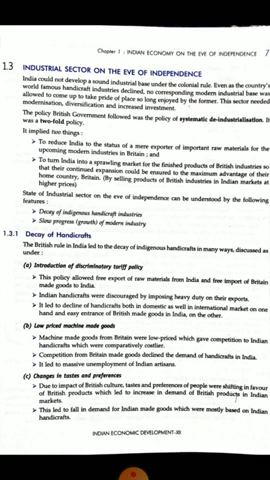 Chapter 1 : INDIAN ECONOMY ON THE EVE OF INDEPENDENCE 7
1.3 INDUSTRIAL SECTOR ON THE EVE OF INDEPENDENCE
India could not develop a sound industrial base under the colonial rule. Even as the country's
world famous handicraft industries declined, no corresponding modern industrial base was
allowed to come up to take pride of place so long enjoyed by the former. This sector needed
modernisation, diversification and increased investment.
The policy British Government followed was the policy of systematic de-industrialisation. It
was a two-fold policy.
It implied two things :
➤ To reduce India to the status of a mere exporter of important raw materials for the
upcoming modern industries in Britain ; and
➤ To turn India into a sprawling market for the finished products of British industries so
that their continued expansion could be ensured to the maximum advantage of their
home country, Britain. (By selling products of British industries in Indian markets at
higher prices)
State of Industrial sector on the eve of independence can be understood by the following
features :
➤ Decay of indigenous handicraft industries
➤ Slow progress (growth) of modern industry
1.3.1 Decay of Handicrafts
The British rule in India led to the decay of indigenous handicrafts in many ways, discussed as
under :
(a) Introduction of discriminatory tariff policy
➤ This policy allowed free export of raw materials from India and free import of British
made goods to India.
➤ Indian handicrafts were discouraged by imposing heavy duty on their exports.
➤ It led to decline of handicrafts both in domestic as well in international market on one
hand and easy entrance of British made goods in India, on the other.
(b) Low priced machine made goods
➤ Machine made goods from Britain were low-priced which gave competition to Indian
handicrafts which were comparatively costlier.
➤ Competition from Britain made goods declined the demand of handicrafts in India.
➤ It led to massive unemployment of Indian artisans.
(c) Changes in tastes and preferences
➤ Due to impact of British culture, tastes and preferences of people were shifting in favour
of British products which led to increase in demand of British products in Indian
markets.
➤ This led to fall in demand for Indian made goods which were mostly based on Indian
handicrafts.
INDIAN ECONOMIC DEVELOPMENT-XII